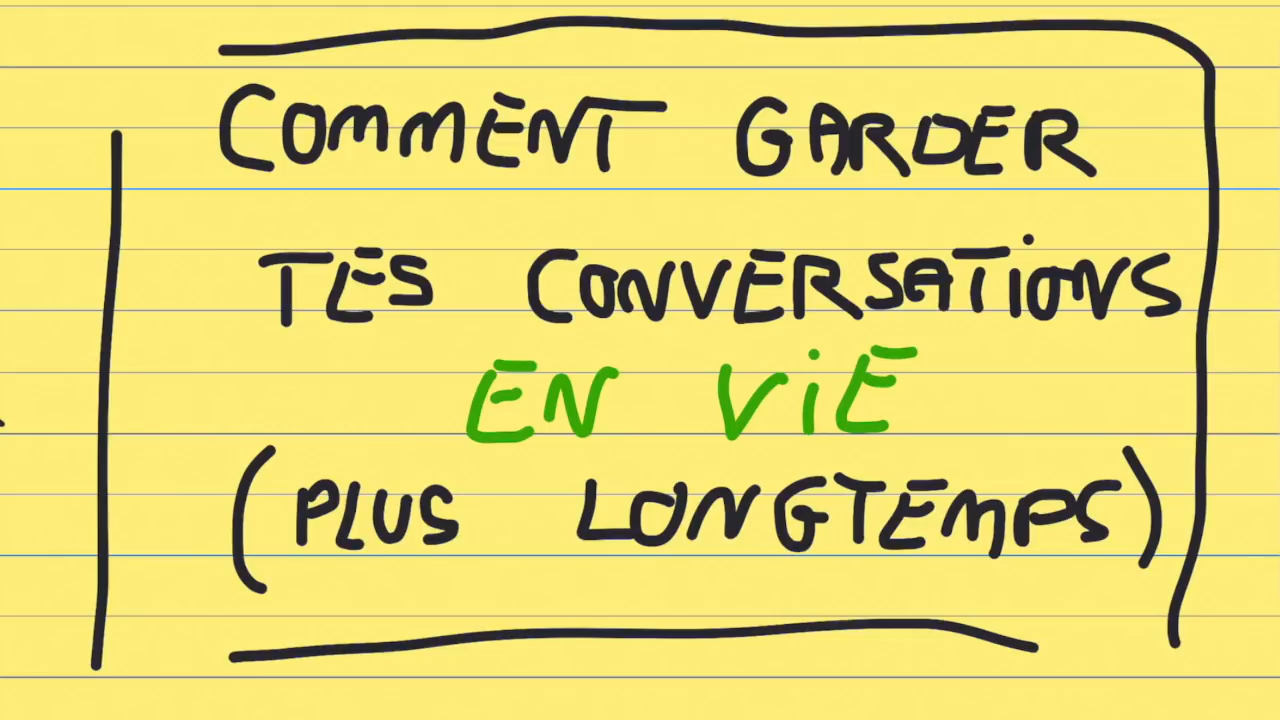 COMMENT GARDER
TES CONVERSATIONS
EN ViE
(PLUS LONGTEMPS)